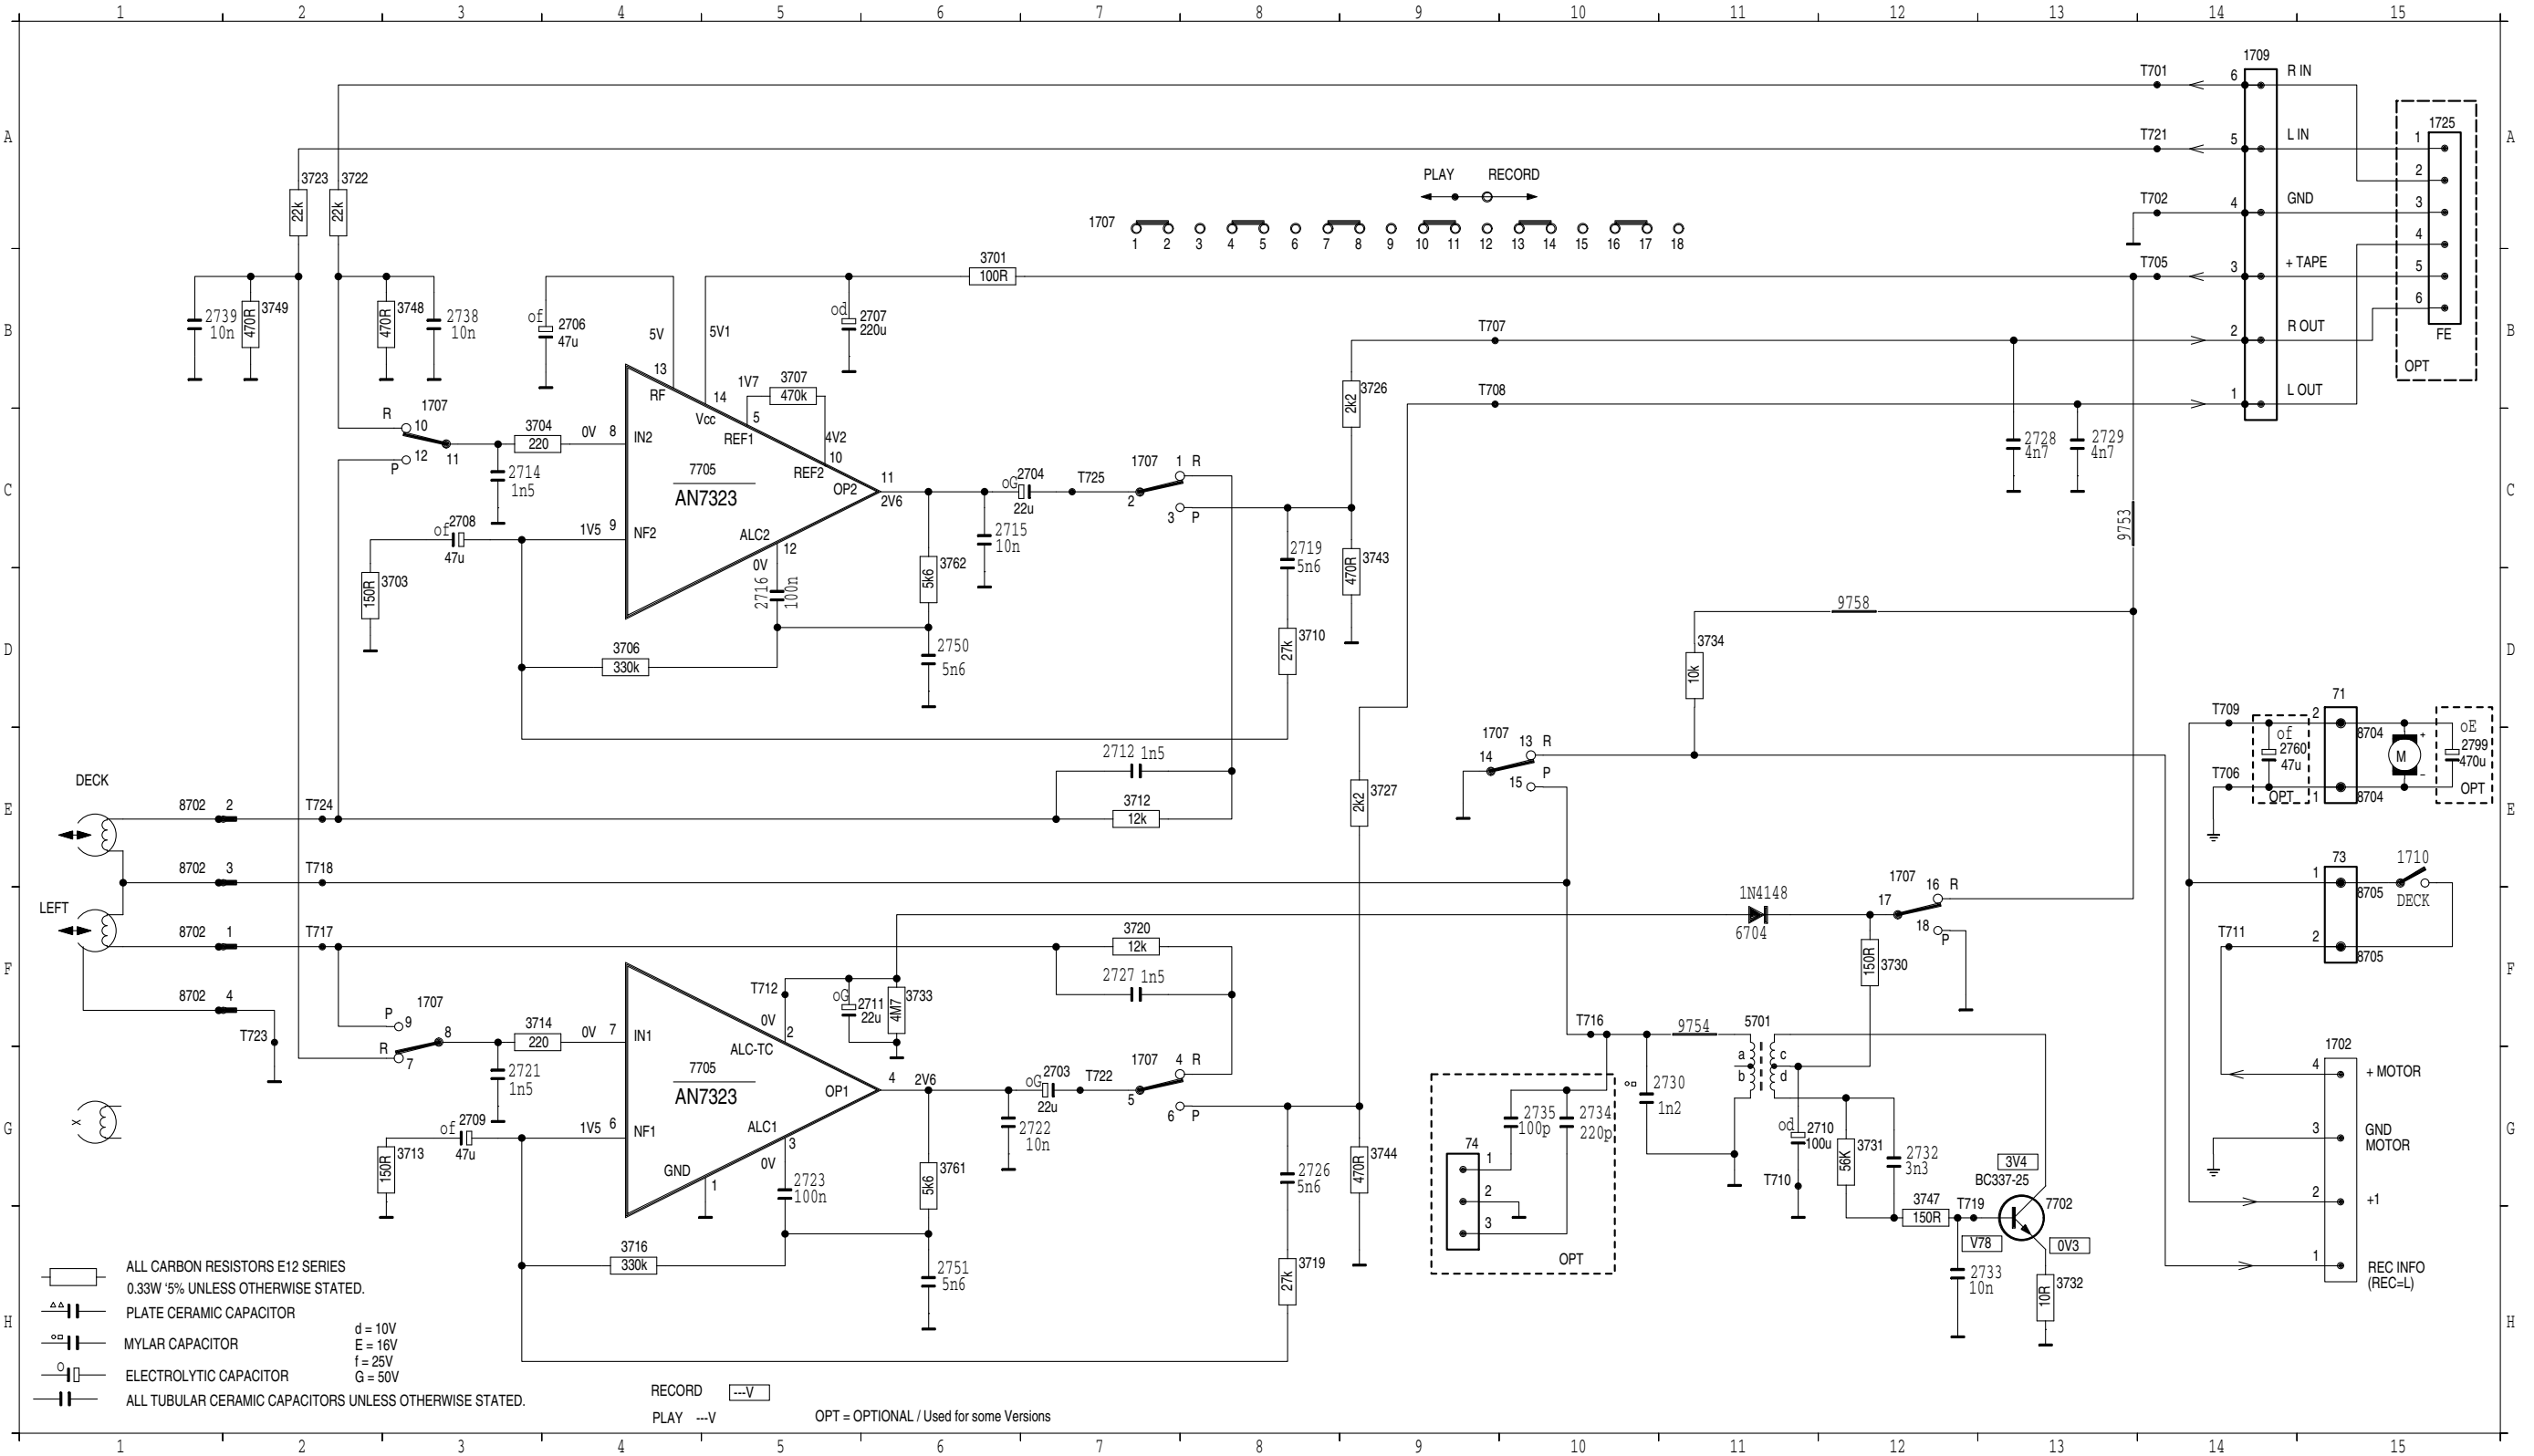 1 2 3 4 5 6 7 8 9 10 11 12 13 14 15
A A
B B
C C
D D
E E
F F
G G
H H
1709
T701 6 R IN
T721 5 L IN
T702 4 GND
T705 3 + TAPE
T707 2 R OUT
T708 1 L OUT
1725
1
2
3
4
5
6
FE
OPT
3723 22k
3722 22k
PLAY RECORD
1707
1 2 3 4 5 6 7 8 9 10 11 12 13 14 15 16 17 18
3701
100R
2739
10n
3749 470R
3748 470R
2738
10n
of 2706
47u
5V
5V1
od 2707
220u
13
RF
14
Vcc
1V7
3707
470k
5
REF1
4V2
10
REF2
R
1707
10
P 12 11
3704
220
0V 8 IN2
2714
1n5
7705
AN7323
OP2
11
2V6
of 2708
47u
1V5 9 NF2
ALC2
12
0V
3703 150R
2716 100n
3762 5k6
2715
10n
oG 2704
22u
T725
1707 1 R
2
3 P
3726 2k2
2719
5n6
3743 470R
3710 27k
2728
4n7
2729
4n7
9753
3706
330k
2750
5n6
9758
3734 10k
2712 1n5
3712
12k
3727 2k2
1707 13 R
14
15 P
T709 2 71
8704
of
2760
47u
OPT
M
+
-
oE
2799
470u
OPT
T706 1 8704
DECK
8702 2 T724
8702 3 T718
LEFT
8702 1 T717
8702 4
T723
x
3720
12k
2727 1n5
1N4148
6704
1707 16 R
17
18 P
3730 150R
73
1 8705
1710
DECK
T711 2 8705
T712
oG 2711
22u
3733 4M7
0V 2
ALC-TC
P 9
1707
8
R 7
3714
220
0V 7 IN1
2721
1n5
7705
AN7323
OP1
4 2V6
oG 2703
22u
T722
1707 4 R
5
6 P
of 2709
47u
1V5 6 NF1
ALC1
3
0V
GND
1
3713 150R
2723
100n
3761 5k6
2722
10n
2726
5n6
3744 470R
3719 27k
3716
330k
2751
5n6
T716
9754
5701
a b c d
2730
1n2
74
1
2
3
2735
100p
2734
220p
OPT
od 2710
100u
T710
3731 56K
2732
3n3
3747
150R
T719
3V4
BC337-25
7702
V78
0V3
2733
10n
3732 10R
1702
4 + MOTOR
3 GND
MOTOR
2 +1
1 REC INFO
(REC=L)
ALL CARBON RESISTORS E12 SERIES
0.33W '5% UNLESS OTHERWISE STATED.
PLATE CERAMIC CAPACITOR
MYLAR CAPACITOR
ELECTROLYTIC CAPACITOR
d = 10V
E = 16V
f = 25V
G = 50V
ALL TUBULAR CERAMIC CAPACITORS UNLESS OTHERWISE STATED.
RECORD ---V
PLAY ---V
OPT = OPTIONAL / Used for some Versions
1 2 3 4 5 6 7 8 9 10 11 12 13 14 15